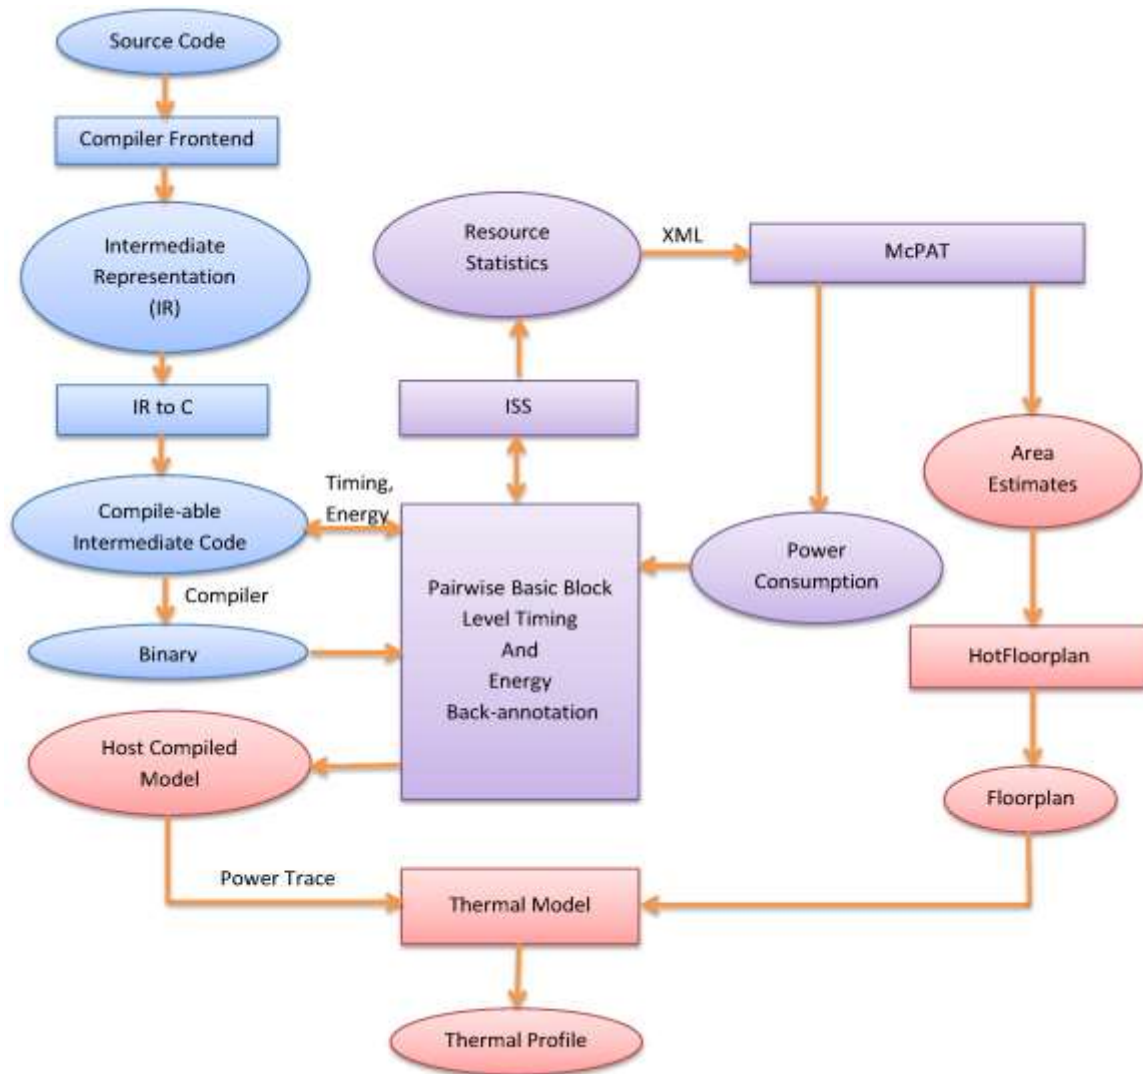 Source Code
Compiler Frontend
Intermediate
Representation
(IR)
IR to C
Compile-able
Intermediate Code
Compiler
Binary
Host Compiled
Model
Power Trace
Timing,
Energy
Resource
Statistics
XML
McPAT
ISS
Pairwise Basic Block
Level Timing
And
Energy
Back-annotation
Power
Consumption
Area
Estimates
HotFloorplan
Floorplan
Thermal Model
Thermal Profile